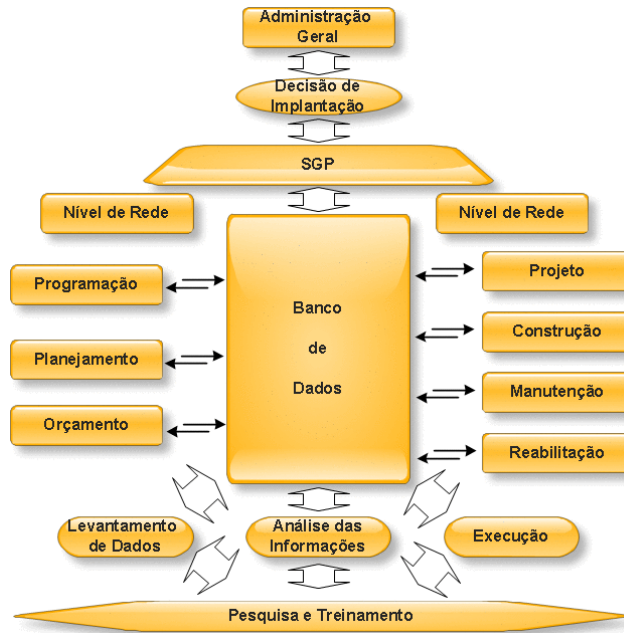 Administração
Geral
Decisão de
Implantação
SGP
Nível de Rede
Nível de Rede
Programação
Planejamento
Orçamento
Banco
de
Dados
Projeto
Construção
Manutenção
Reabilitação
Levantamento
de Dados
Análise das
Informações
Execução
Pesquisa e Treinamento